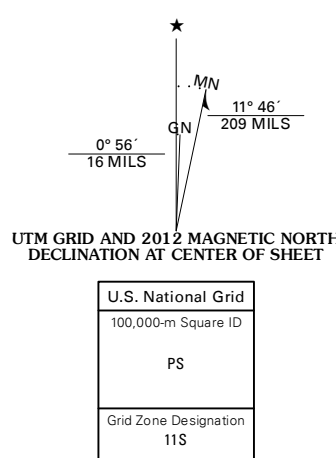 ★
MN
11° 46´
209 MILS
GN
0° 56´
16 MILS
UTM GRID AND 2012 MAGNETIC NORTH
DECLINATION AT CENTER OF SHEET
U.S. National Grid
100,000-m Square ID
PS
Grid Zone Designation
11S